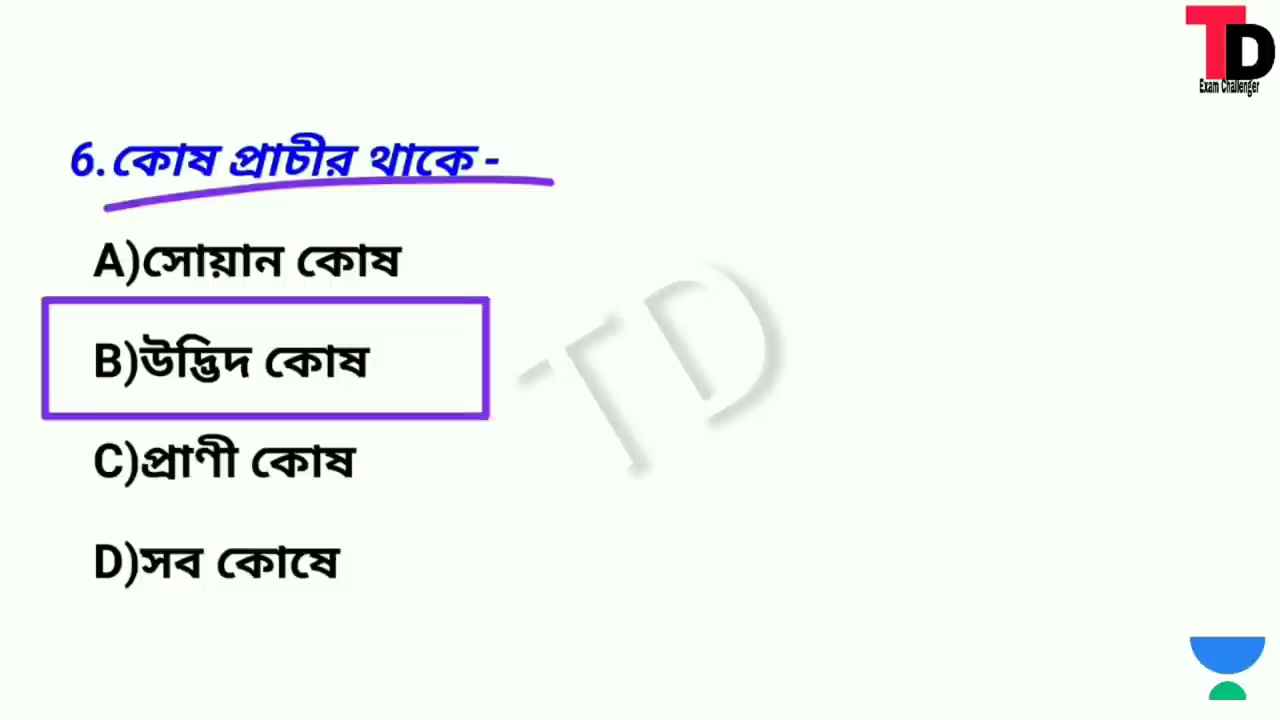 TD
Exam Challenger
6.কোষ প্রাচীর থাকে -
A)সোয়ান কোষ
B)উদ্ভিদ কোষ
C)প্রাণী কোষ
D)সব কোষে
TD